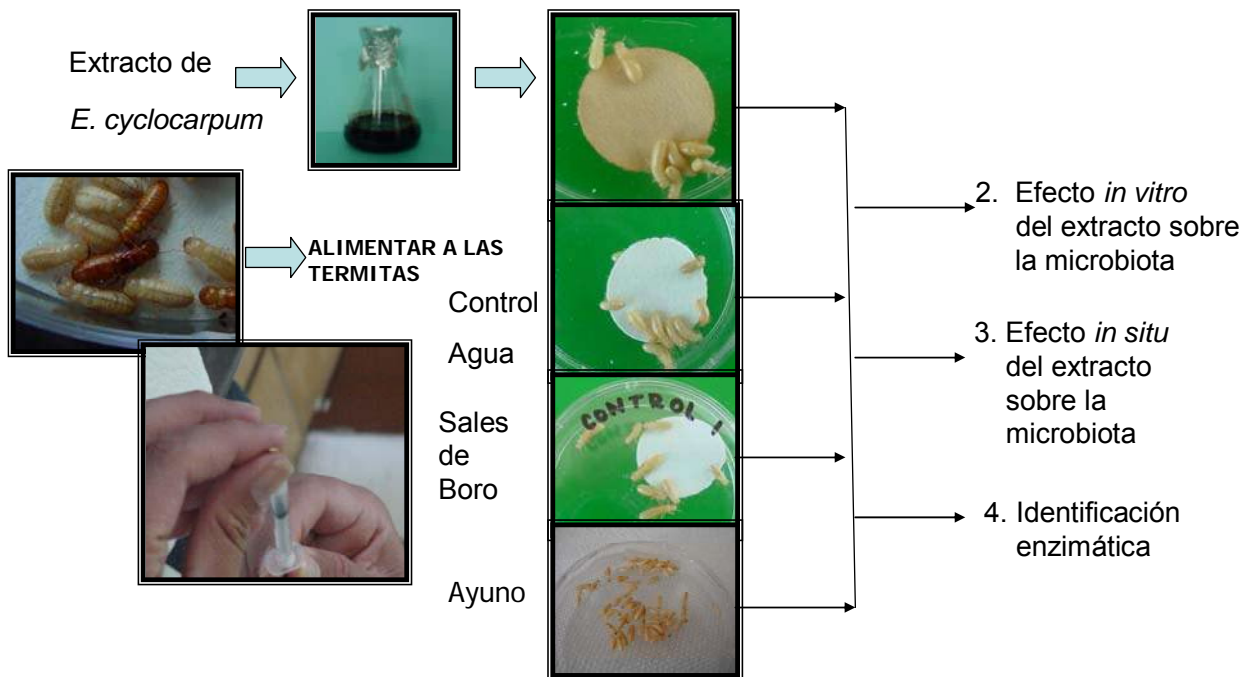 Extracto de
E. cyclocarpum
ALIMENTAR A LAS
TERMITAS
Control
Agua
Sales
de
Boro
Ayuno
CONTROL 1
2. Efecto in vitro
del extracto sobre
la microbiota
3. Efecto in situ
del extracto
sobre la
microbiota
4. Identificación
enzimática